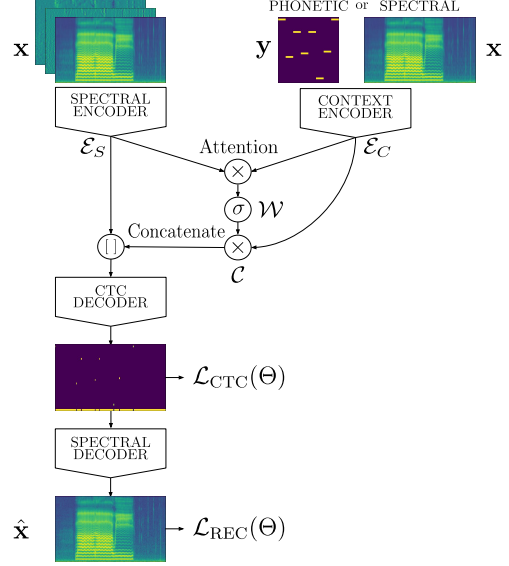 PHONETIC or SPECTRAL
x
y
x
SPECTRAL
ENCODER
CONTEXT
ENCODER
ℰ_S
ℰ_C
Attention
×
σ
𝒲
Concatenate
[ ]
×
𝒞
CTC
DECODER
ℒ_CTC(Θ)
SPECTRAL
DECODER
x̂
ℒ_REC(Θ)